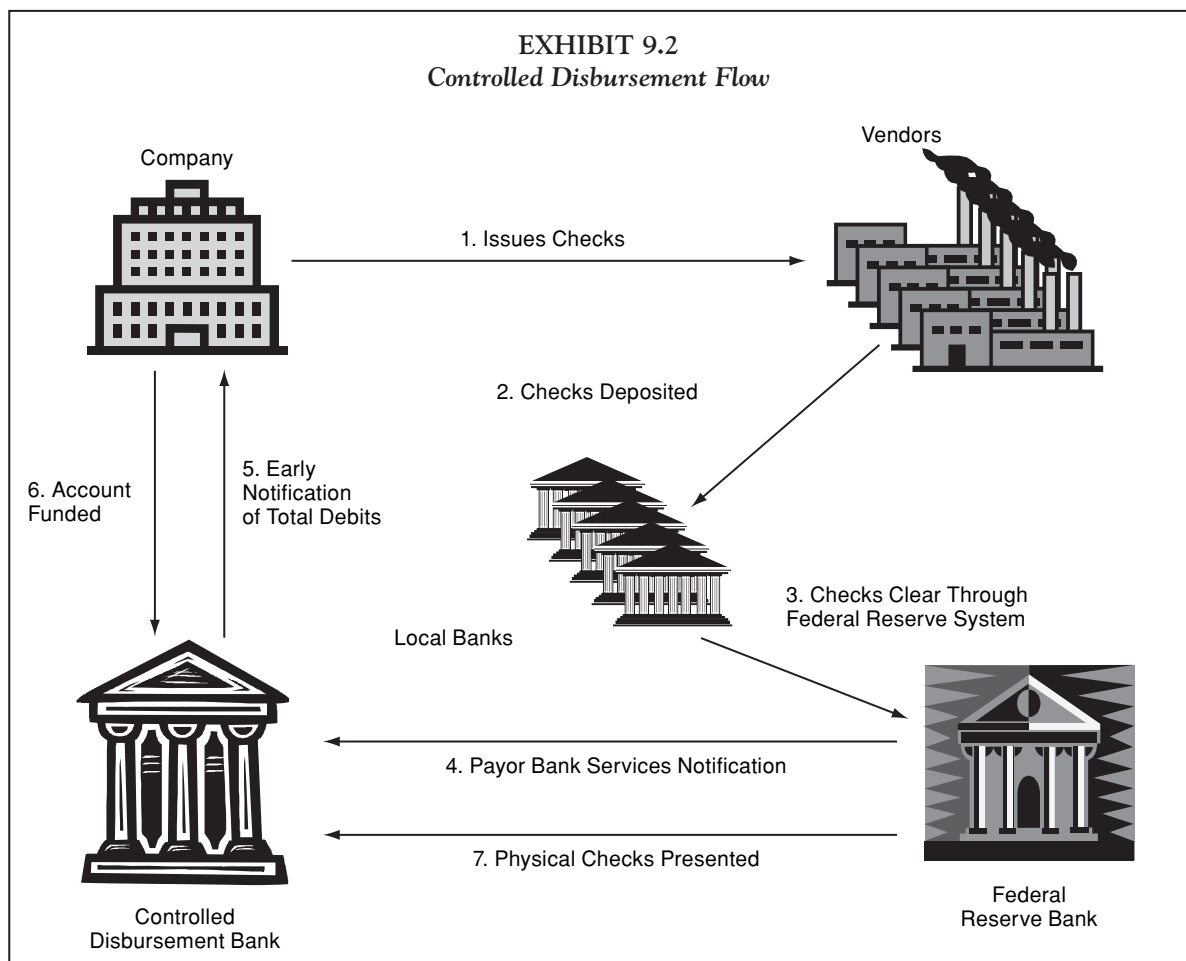 EXHIBIT 9.2
Controlled Disbursement Flow
Company
Vendors
1. Issues Checks
2. Checks Deposited
6. Account
Funded
5. Early
Notification
of Total Debits
3. Checks Clear Through
Federal Reserve System
Local Banks
4. Payor Bank Services Notification
7. Physical Checks Presented
Controlled
Disbursement Bank
Federal
Reserve Bank